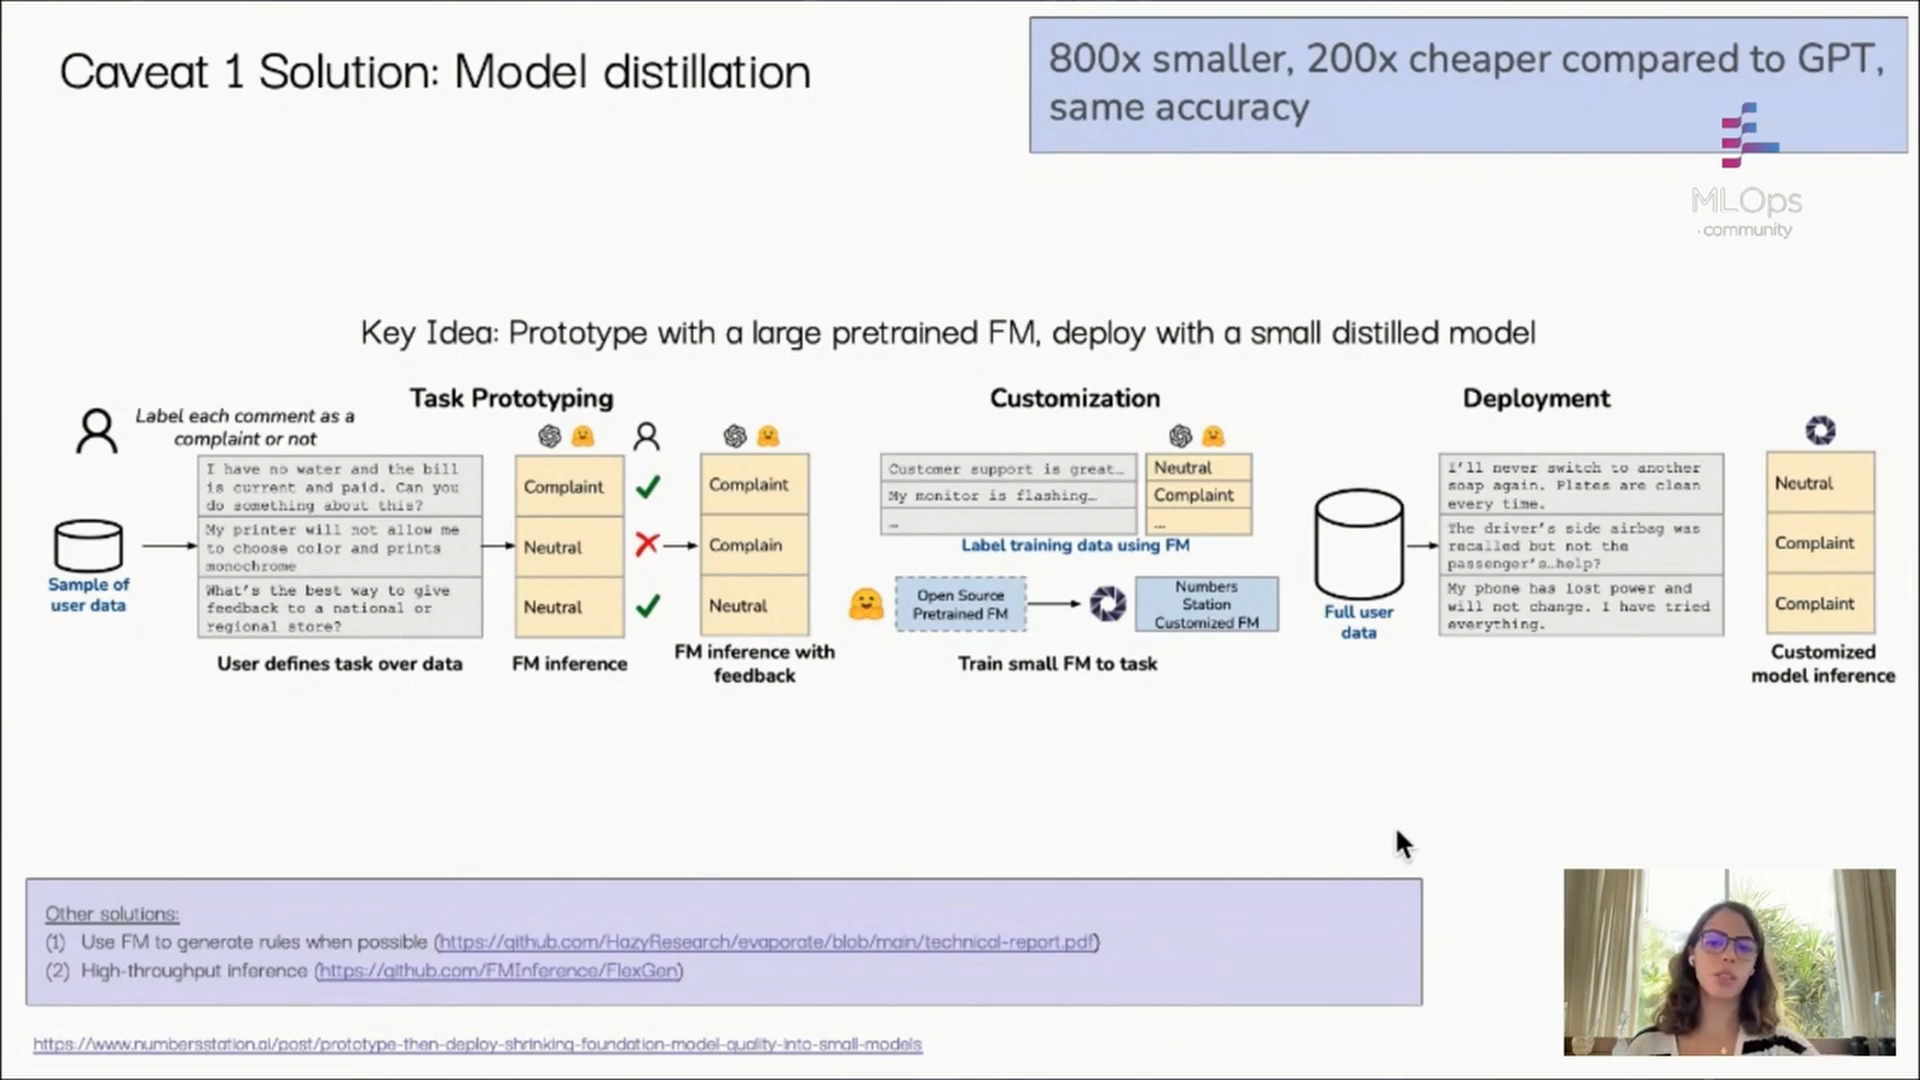 Caveat 1 Solution: Model distillation
800x smaller, 200x cheaper compared to GPT,
same accuracy
MLOps
.community
Key Idea: Prototype with a large pretrained FM, deploy with a small distilled model
Task Prototyping
Label each comment as a
complaint or not
Sample of
user data
I have no water and the bill
is current and paid. Can you
do something about this?
My printer will not allow me
to choose color and prints
monochrome
What's the best way to give
feedback to a national or
regional store?
User defines task over data
Complaint
Neutral
Neutral
FM inference
Complaint
Complain
Neutral
FM inference with
feedback
Customization
Customer support is great…
My monitor is flashing…
…
Neutral
Complaint
…
Label training data using FM
Open Source
Pretrained FM
Numbers
Station
Customized FM
Train small FM to task
Deployment
Full user
data
I'll never switch to another
soap again. Plates are clean
every time.
The driver's side airbag was
recalled but not the
passenger's…help?
My phone has lost power and
will not change. I have tried
everything.
Neutral
Complaint
Complaint
Customized
model inference
Other solutions:
(1) Use FM to generate rules when possible (https://github.com/HazyResearch/evaporate/blob/main/technical-report.pdf)
(2) High-throughput inference (https://github.com/FMInference/FlexGen)
https://www.numbersstation.ai/post/prototype-then-deploy-shrinking-foundation-model-quality-into-small-models